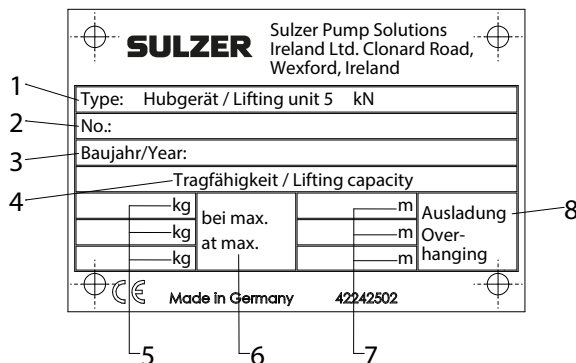 SULZER
Sulzer Pump Solutions
Ireland Ltd. Clonard Road,
Wexford, Ireland
1
Type: Hubgerät / Lifting unit 5 kN
2
No.:
3
Baujahr/Year:
4
Tragfähigkeit / Lifting capacity
kg
kg
kg
bei max.
at max.
m
m
m
Ausladung
Over-
hanging
8
CE
Made in Germany 42242502
5 6 7